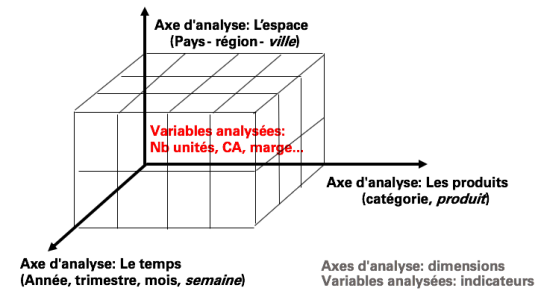 Axe d'analyse: L'espace
(Pays - région - ville)
Variables analysées:
Nb unités, CA, marge...
Axe d'analyse: Les produits
(catégorie, produit)
Axe d'analyse: Le temps
(Année, trimestre, mois, semaine)
Axes d'analyse: dimensions
Variables analysées: indicateurs